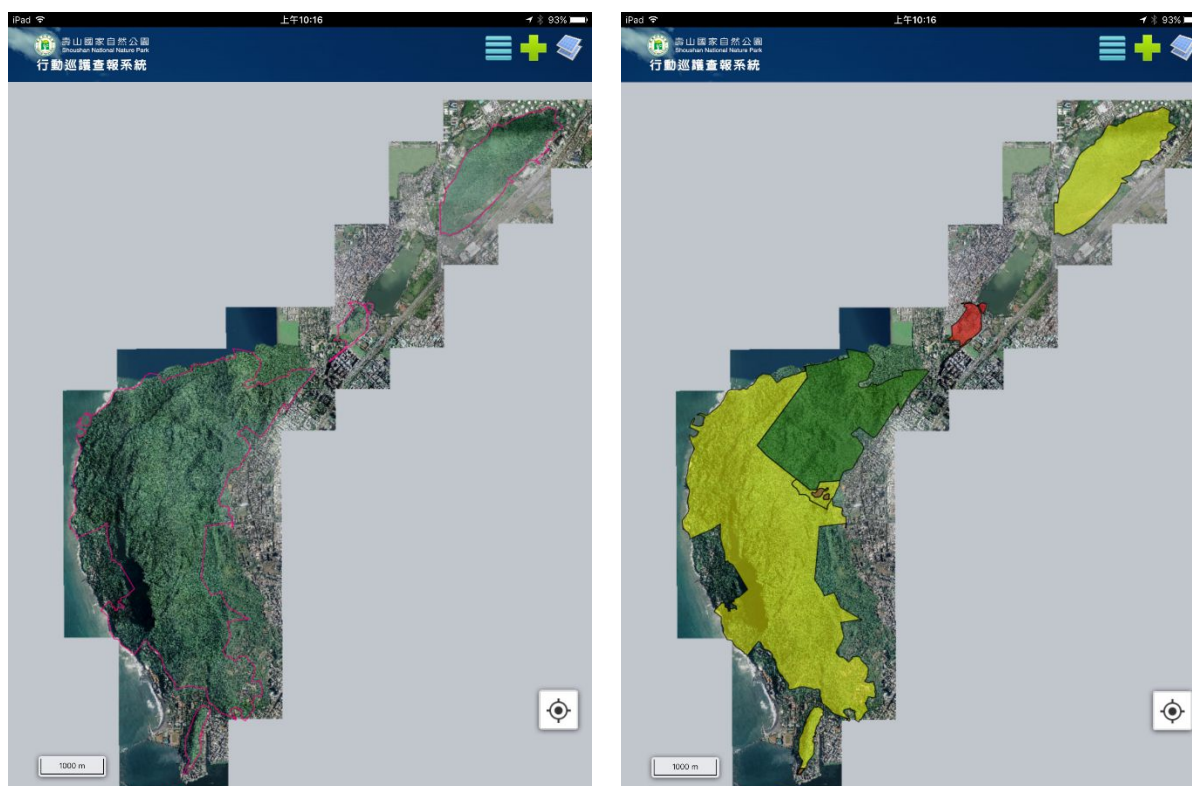 iPad
上午10:16
93%
壽山國家自然公園
Shoushan National Nature Park
行動巡護查報系統
1000 m
iPad
上午10:16
93%
壽山國家自然公園
Shoushan National Nature Park
行動巡護查報系統
1000 m